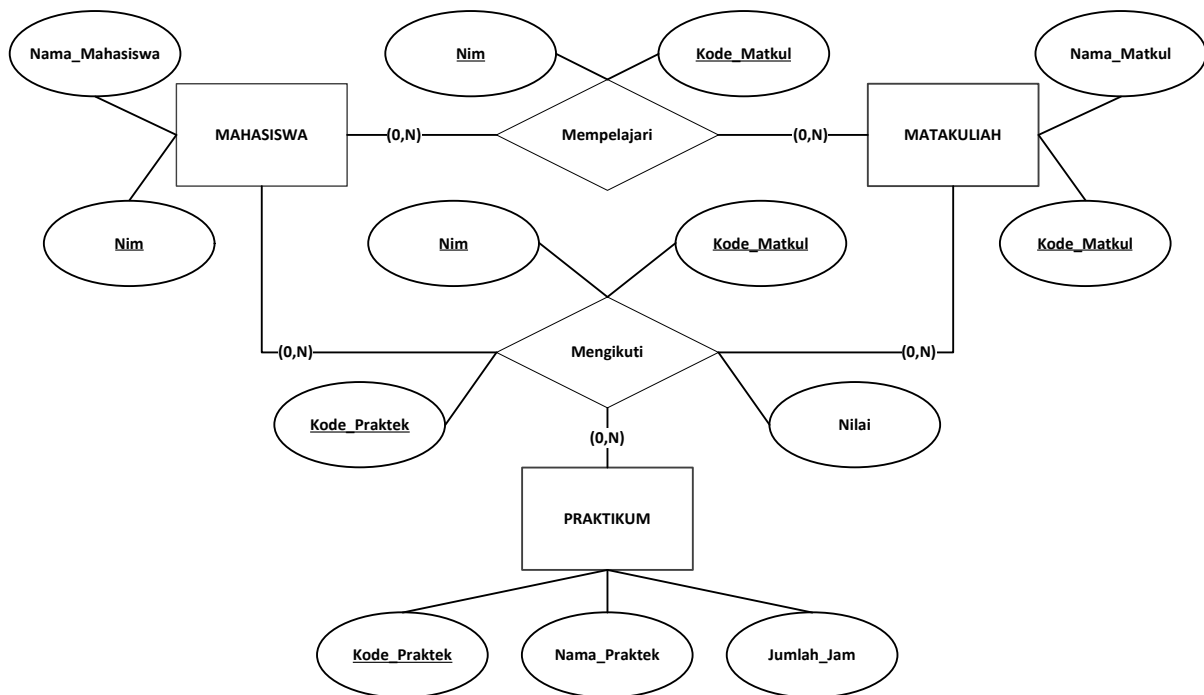 Nama_Mahasiswa
Nim
Kode_Matkul
Nama_Matkul
MAHASISWA
(0,N)
Mempelajari
(0,N)
MATAKULIAH
Nim
Nim
Kode_Matkul
Kode_Matkul
(0,N)
Mengikuti
(0,N)
Kode_Praktek
(0,N)
Nilai
PRAKTIKUM
Kode_Praktek
Nama_Praktek
Jumlah_Jam